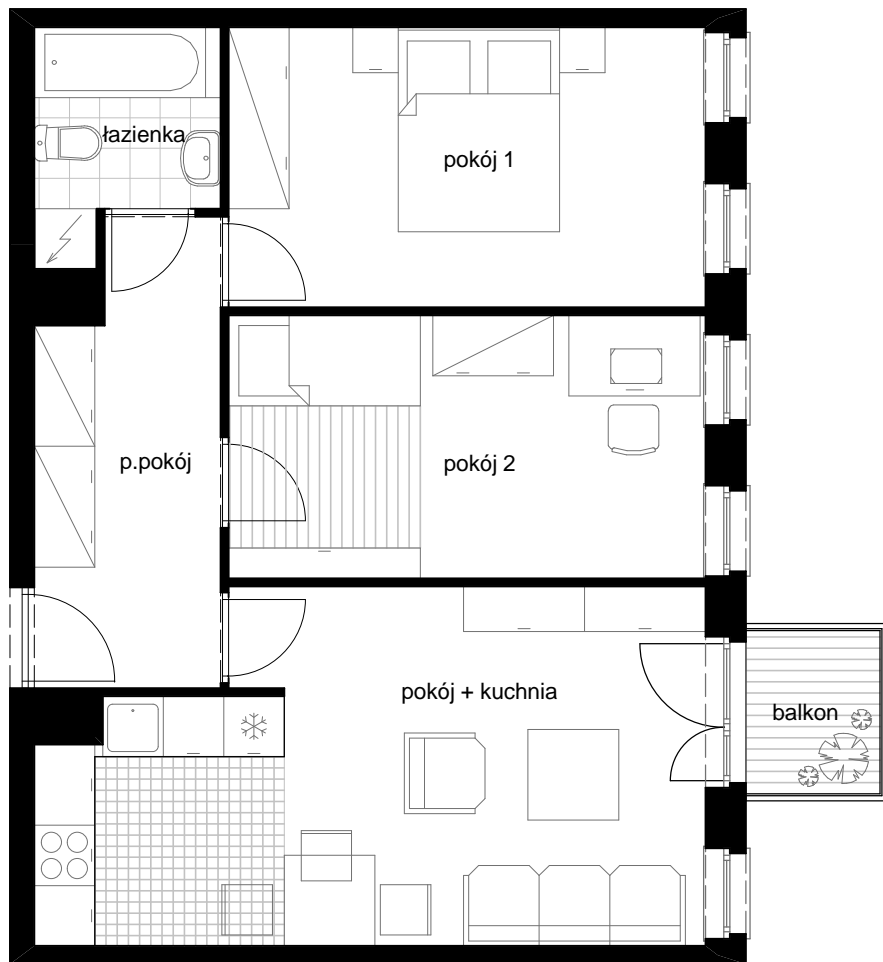 łazienka
pokój 1
p.pokój
pokój 2
pokój + kuchnia
balkon